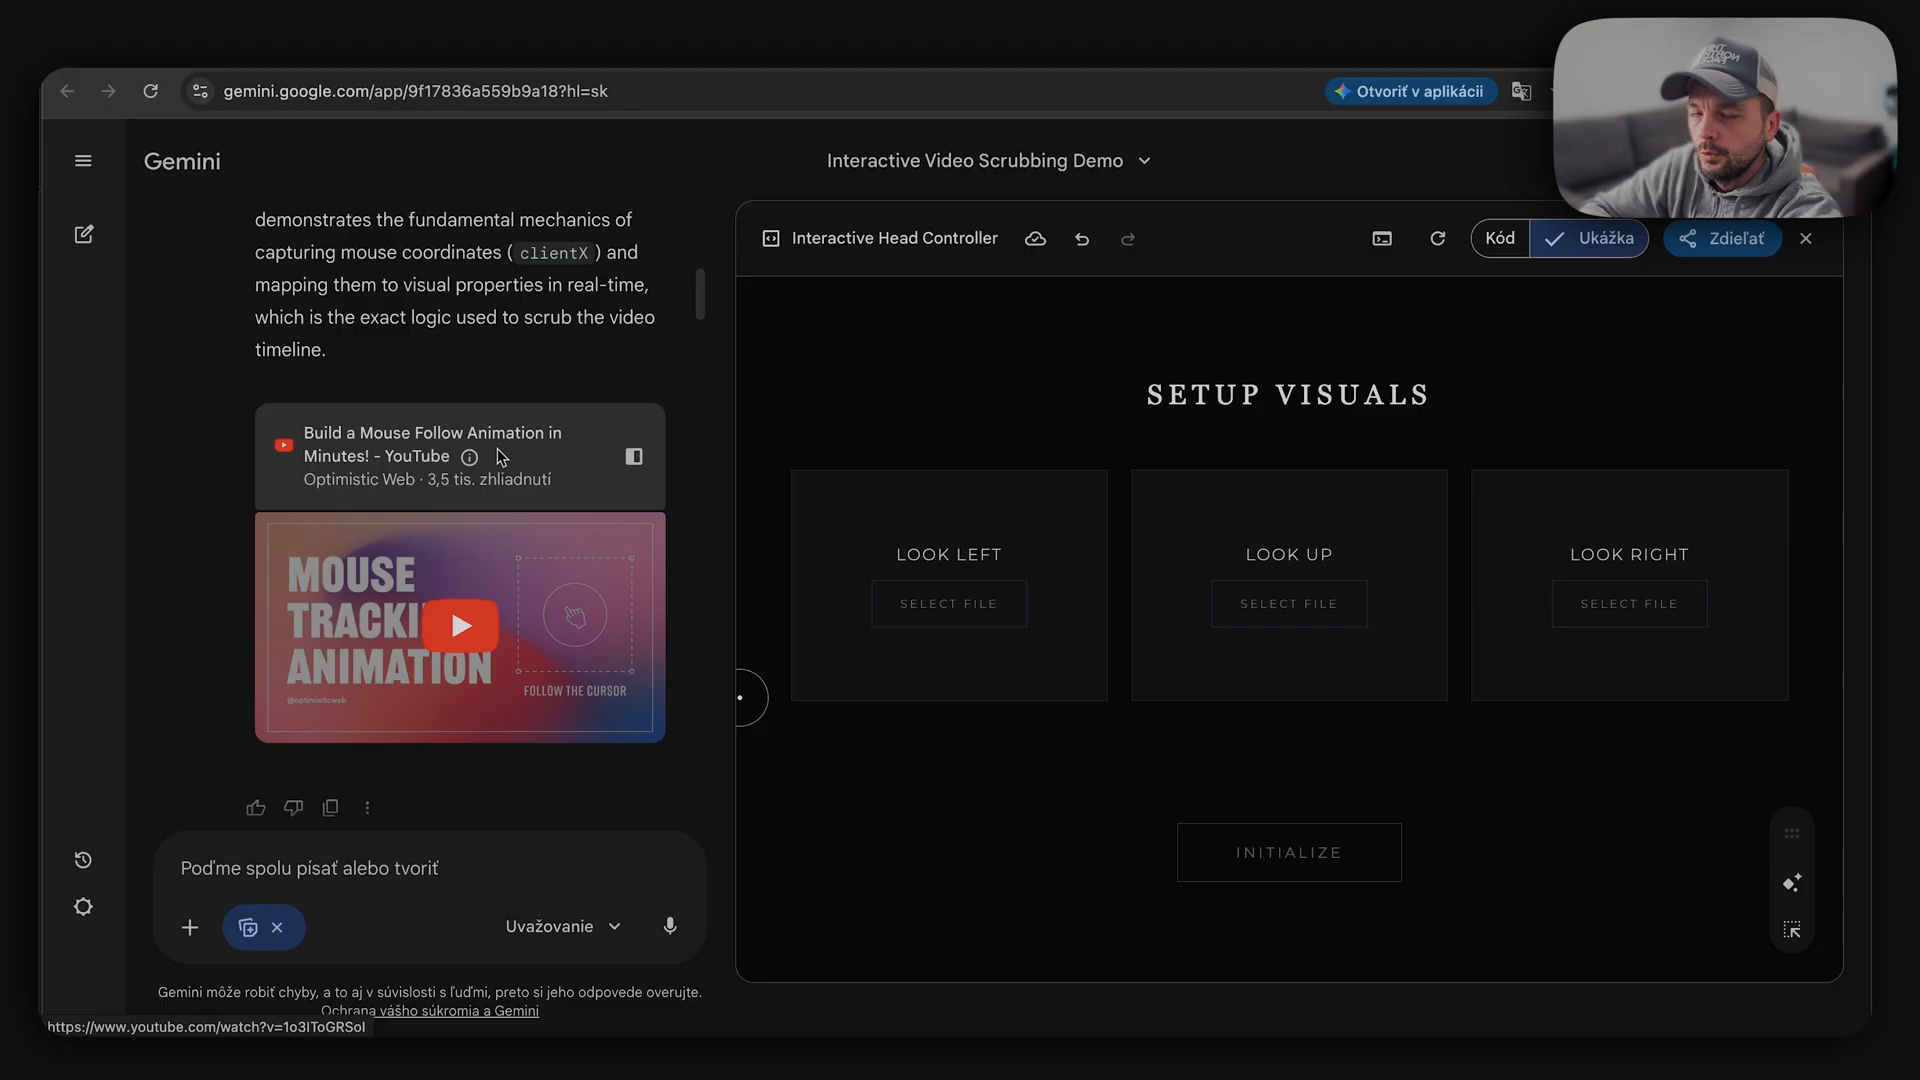 gemini.google.com/app/9f17836a559b9a18?hl=sk
Otvoriť v aplikácii
Gemini
Interactive Video Scrubbing Demo
demonstrates the fundamental mechanics of
capturing mouse coordinates ( clientX ) and
mapping them to visual properties in real-time,
which is the exact logic used to scrub the video
timeline.
Build a Mouse Follow Animation in
Minutes! - YouTube
Optimistic Web · 3,5 tis. zhliadnutí
MOUSE
TRACKI
ANIMATION
@optimisticweb
FOLLOW THE CURSOR
Poďme spolu písať alebo tvoriť
Uvažovanie
Gemini môže robiť chyby, a to aj v súvislosti s ľuďmi, preto si jeho odpovede overujte.
Ochrana vášho súkromia a Gemini
https://www.youtube.com/watch?v=1o3IToGRSoI
Interactive Head Controller
Kód
Ukážka
Zdieľať
SETUP VISUALS
LOOK LEFT
SELECT FILE
LOOK UP
SELECT FILE
LOOK RIGHT
SELECT FILE
INITIALIZE